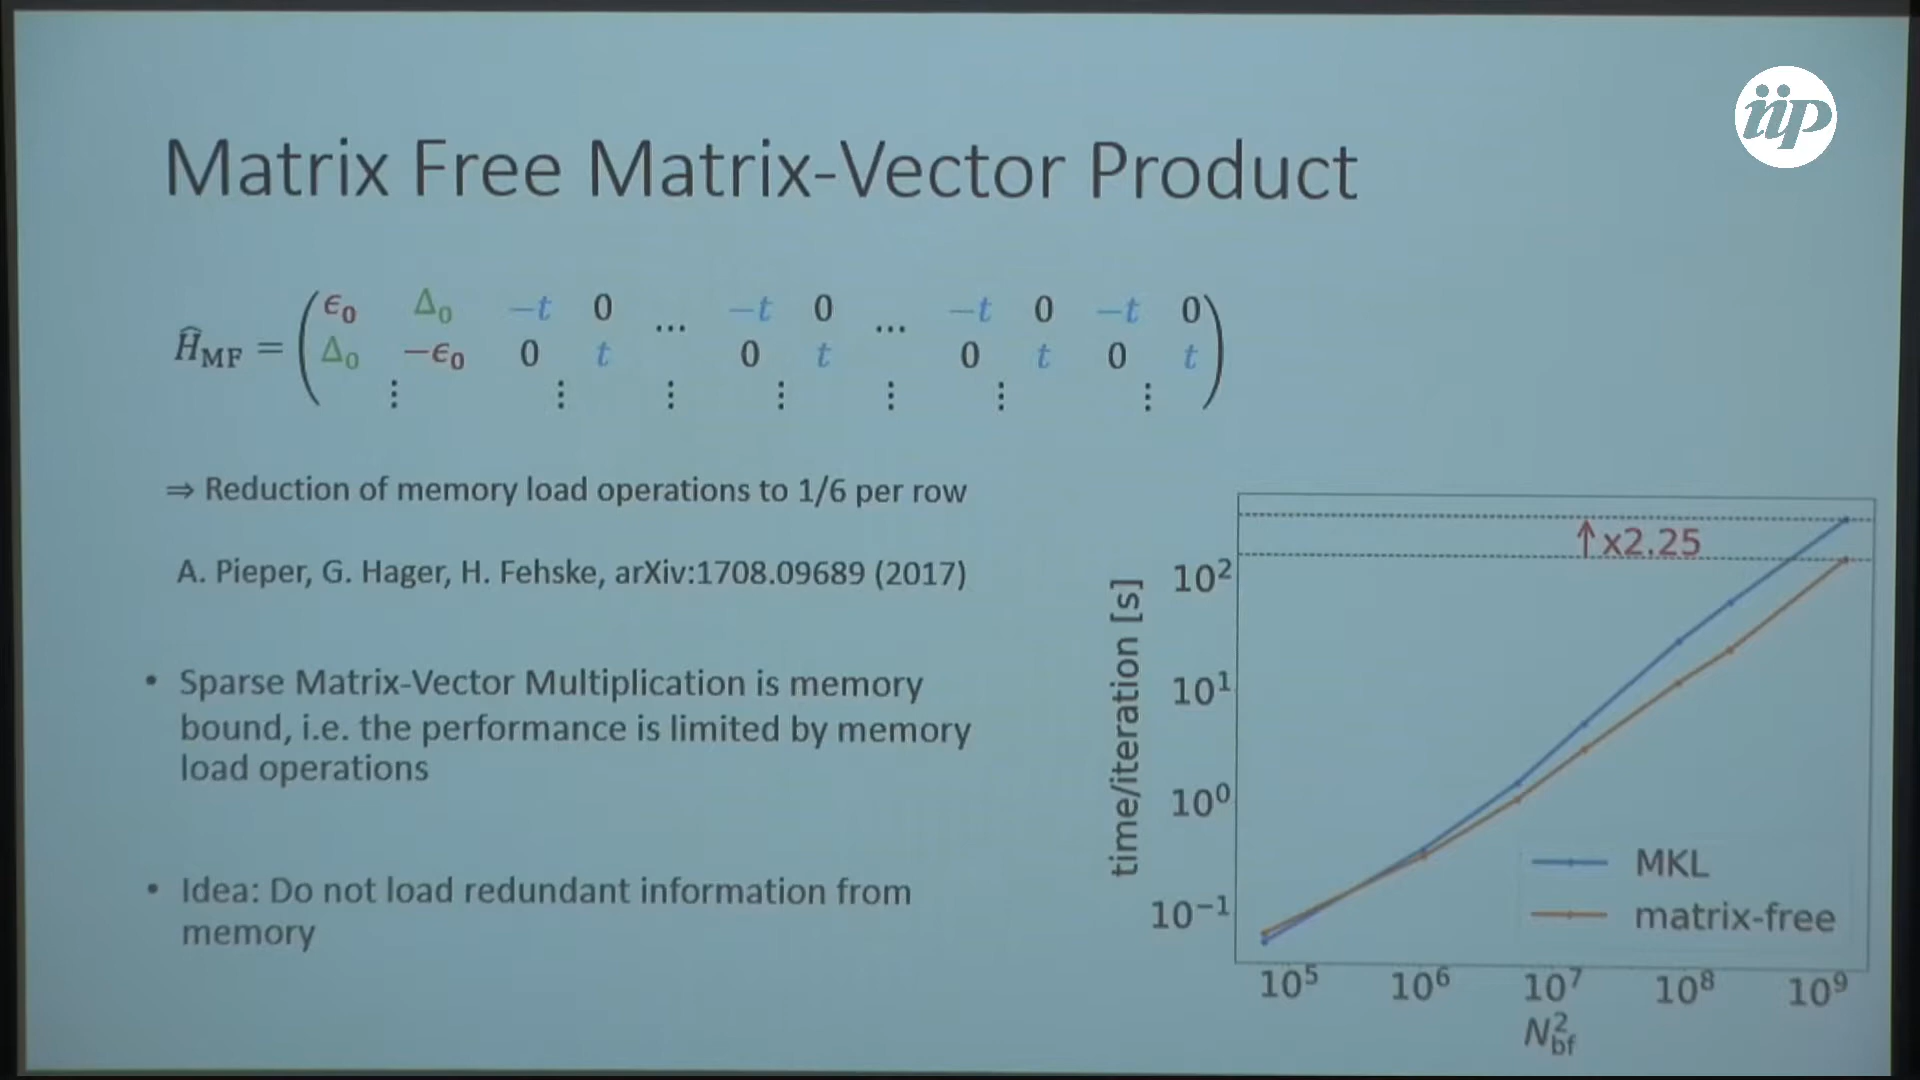 iip
Matrix Free Matrix-Vector Product
ϵ₀ Δ₀ −t 0 ... −t 0 ... −t 0 −t 0
Ĥ_MF =
Δ₀ −ϵ₀ 0 t 0 t 0 t 0 t
⋮ ⋮ ⋮ ⋮ ⋮ ⋮ ⋮
⇒ Reduction of memory load operations to 1/6 per row
A. Pieper, G. Hager, H. Fehske, arXiv:1708.09689 (2017)
• Sparse Matrix-Vector Multiplication is memory
bound, i.e. the performance is limited by memory
load operations
• Idea: Do not load redundant information from
memory
↑x2.25
time/iteration [s]
10²
10¹
10⁰
10⁻¹
MKL
matrix-free
10⁵ 10⁶ 10⁷ 10⁸ 10⁹
N²_bf